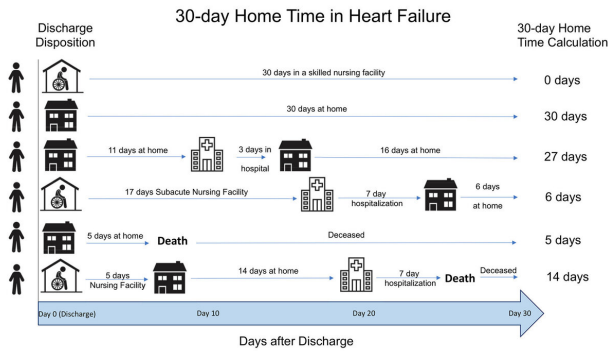 30-day Home Time in Heart Failure
Discharge
Disposition
30-day Home
Time Calculation
30 days in a skilled nursing facility
0 days
30 days at home
30 days
11 days at home
3 days in
hospital
16 days at home
27 days
17 days Subacute Nursing Facility
7 day
hospitalization
6 days
at home
6 days
5 days at home
Death
Deceased
5 days
5 days
Nursing Facility
14 days at home
7 day
hospitalization
Death
Deceased
14 days
Day 0 (Discharge)
Day 10
Day 20
Day 30
Days after Discharge